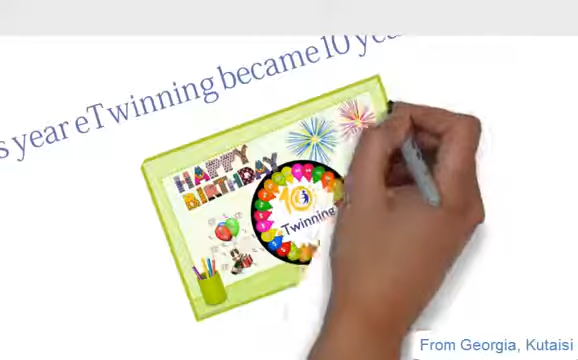 s year eTwinning became 10 yea
HAPPY
BIRTHDAY
10
Twinning
From Georgia, Kutaisi